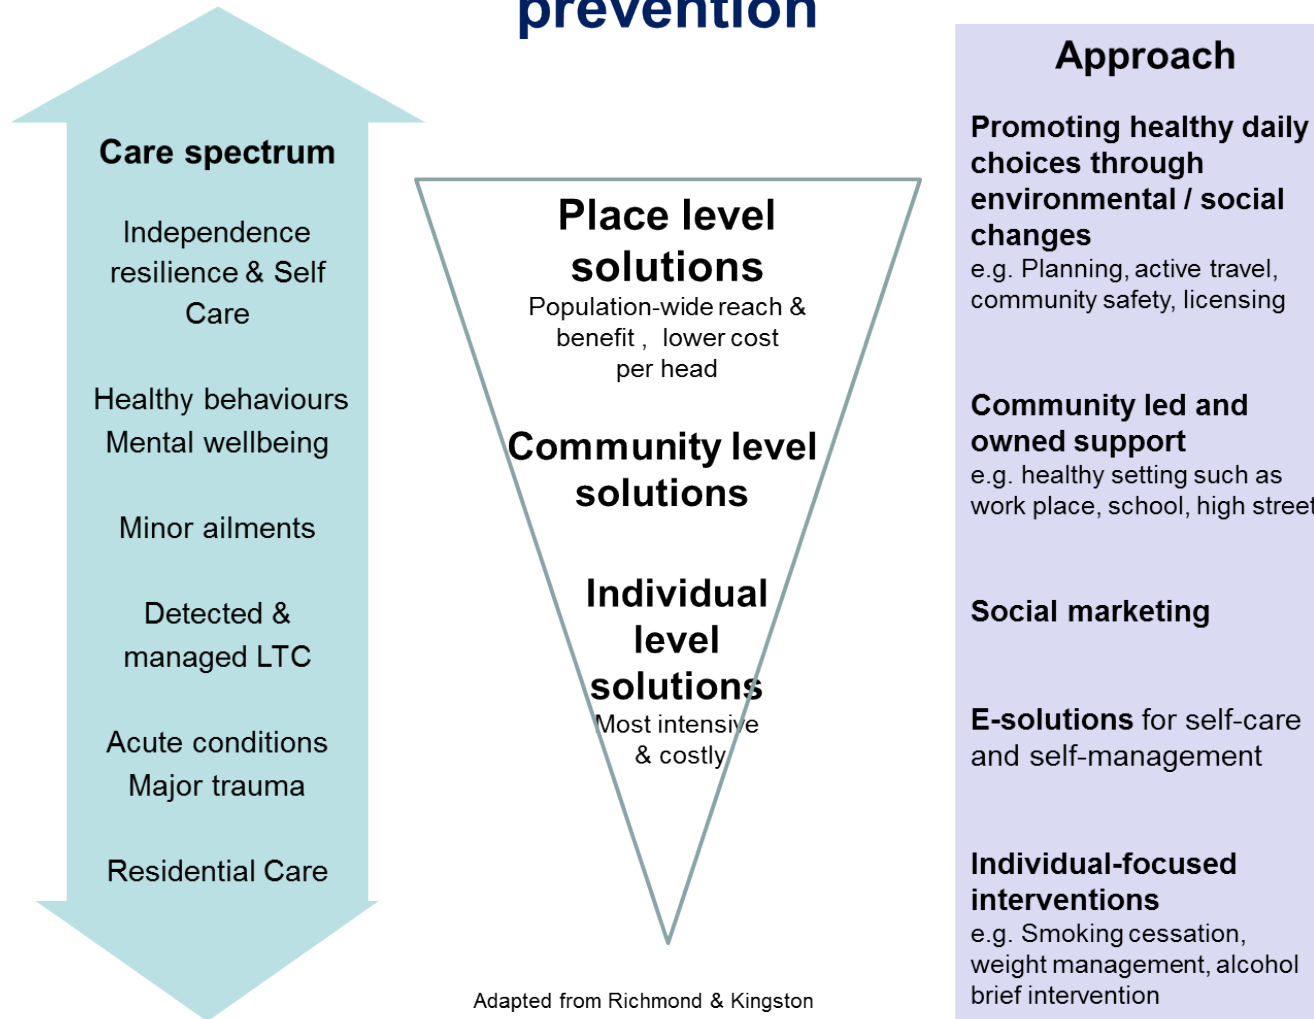 prevention
Care spectrum
Independence
resilience & Self
Care
Healthy behaviours
Mental wellbeing
Minor ailments
Detected &
managed LTC
Acute conditions
Major trauma
Residential Care
Place level
solutions
Population-wide reach &
benefit , lower cost
per head
Community level
solutions
Individual
level
solutions
Most intensive
& costly
Adapted from Richmond & Kingston
Approach
Promoting healthy daily
choices through
environmental / social
changes
e.g. Planning, active travel,
community safety, licensing
Community led and
owned support
e.g. healthy setting such as
work place, school, high street
Social marketing
E-solutions for self-care
and self-management
Individual-focused
interventions
e.g. Smoking cessation,
weight management, alcohol
brief intervention